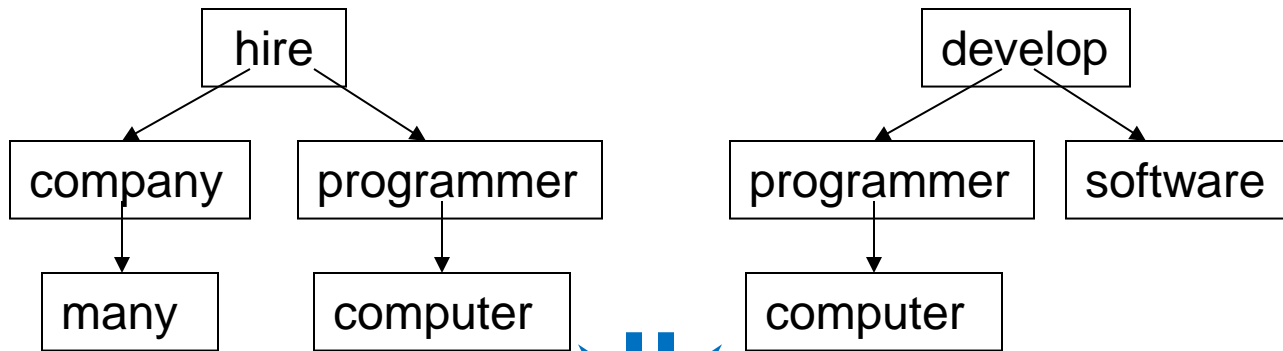 hire develop
company programmer programmer software
many computer computer